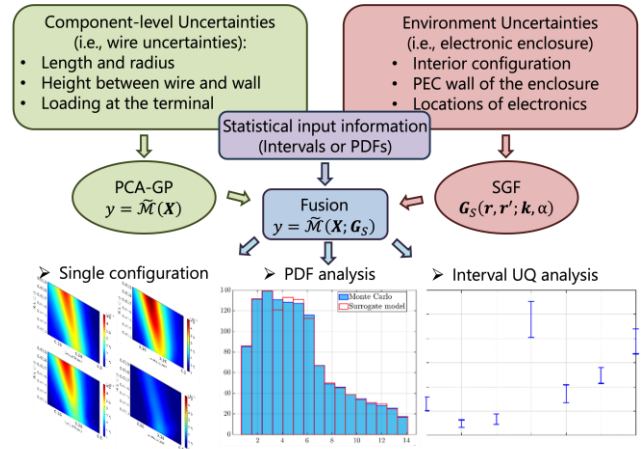 Component-level Uncertainties
(i.e., wire uncertainties):
• Length and radius
• Height between wire and wall
• Loading at the terminal
Environment Uncertainties
(i.e., electronic enclosure)
• Interior configuration
• PEC wall of the enclosure
• Locations of electronics
Statistical input information
(Intervals or PDFs)
PCA-GP
y = M̃(X)
Fusion
y = M̃(X; G_S)
SGF
G_S(r, r′; k, α)
➢ Single configuration
➢ PDF analysis
➢ Interval UQ analysis
Monte Carlo
Surrogate model
140
120
100
80
60
40
20
0
2 4 6 8 10 12 14